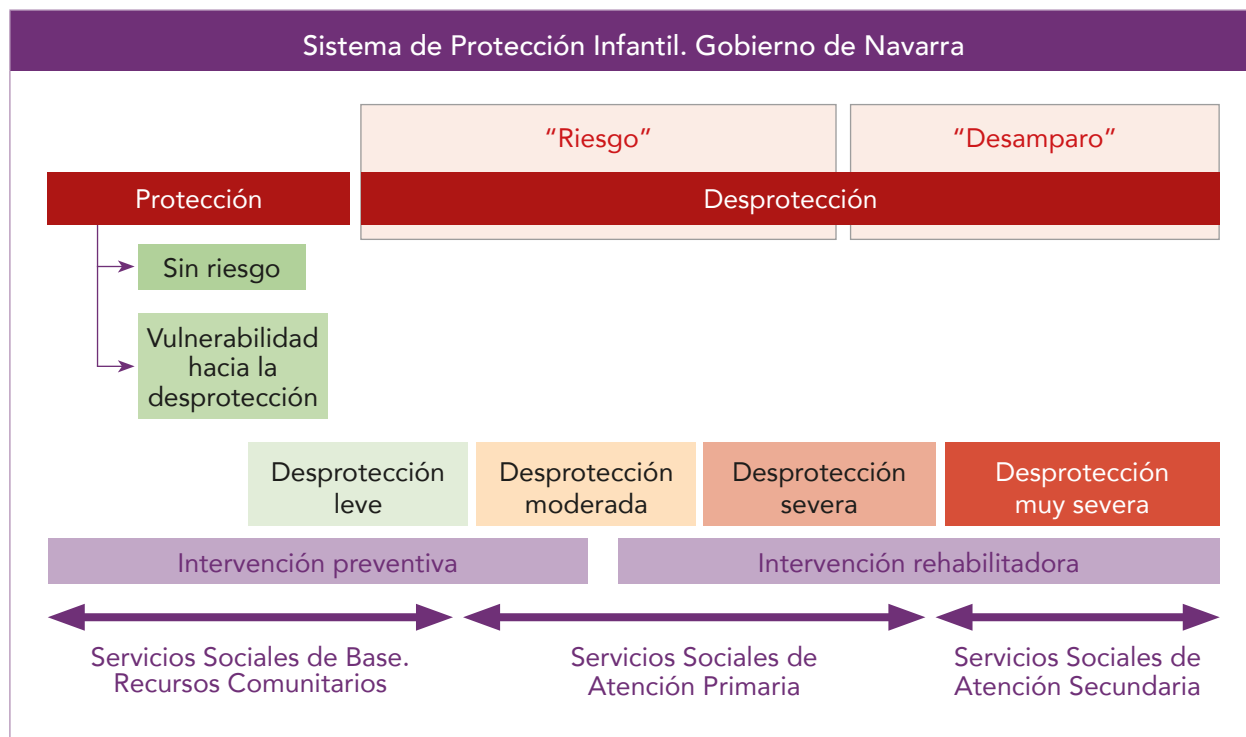 Sistema de Protección Infantil. Gobierno de Navarra
“Riesgo”
“Desamparo”
Protección
Desprotección
Sin riesgo
Vulnerabilidad
hacia la
desprotección
Desprotección
leve
Desprotección
moderada
Desprotección
severa
Desprotección
muy severa
Intervención preventiva
Intervención rehabilitadora
Servicios Sociales de Base.
Recursos Comunitarios
Servicios Sociales de
Atención Primaria
Servicios Sociales de
Atención Secundaria